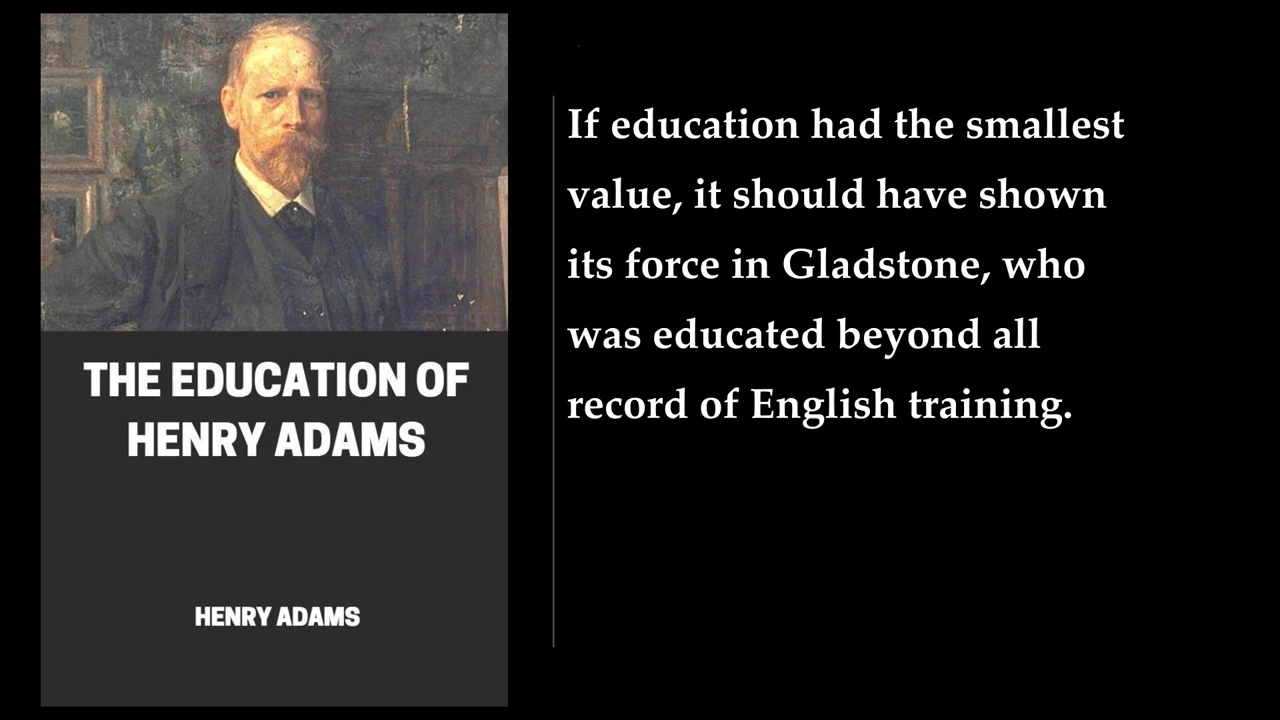 THE EDUCATION OF
HENRY ADAMS
HENRY ADAMS
If education had the smallest
value, it should have shown
its force in Gladstone, who
was educated beyond all
record of English training.